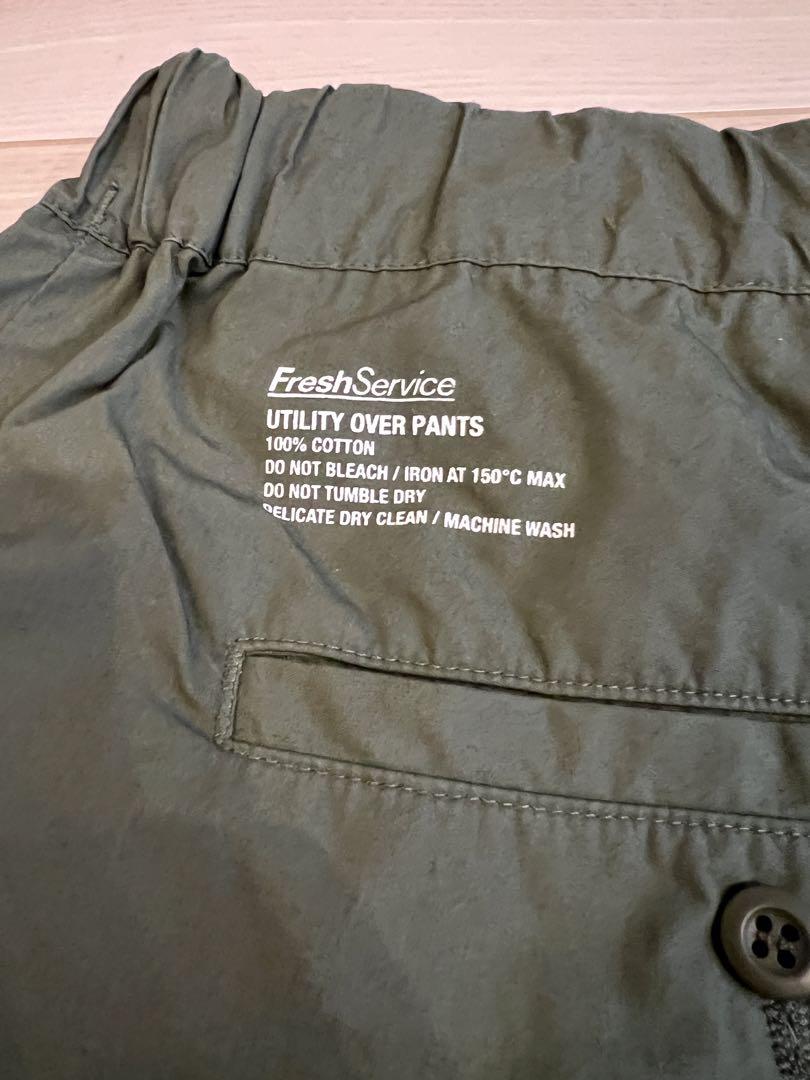 FreshService
UTILITY OVER PANTS
100% COTTON
DO NOT BLEACH / IRON AT 150°C MAX
DO NOT TUMBLE DRY
DELICATE DRY CLEAN / MACHINE WASH